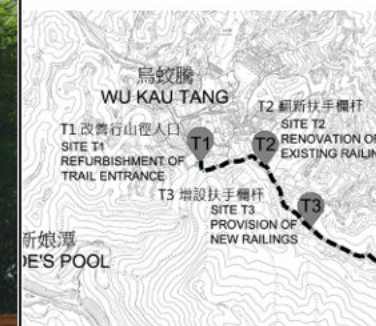 烏蛟騰
WU KAU TANG
T1 改善行山徑入口
SITE T1
REFURBISHMENT OF
TRAIL ENTRANCE
T1
T2 翻新扶手欄杆
SITE T2
RENOVATION OF
EXISTING RAILIN
T2
T3 增設扶手欄杆
SITE T3
PROVISION OF
NEW RAILINGS
T3
新娘潭
DE'S POOL